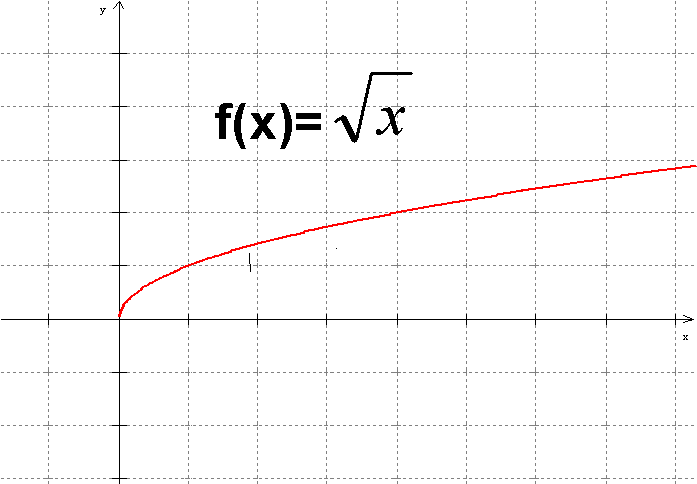 y
f(x)= √x
x